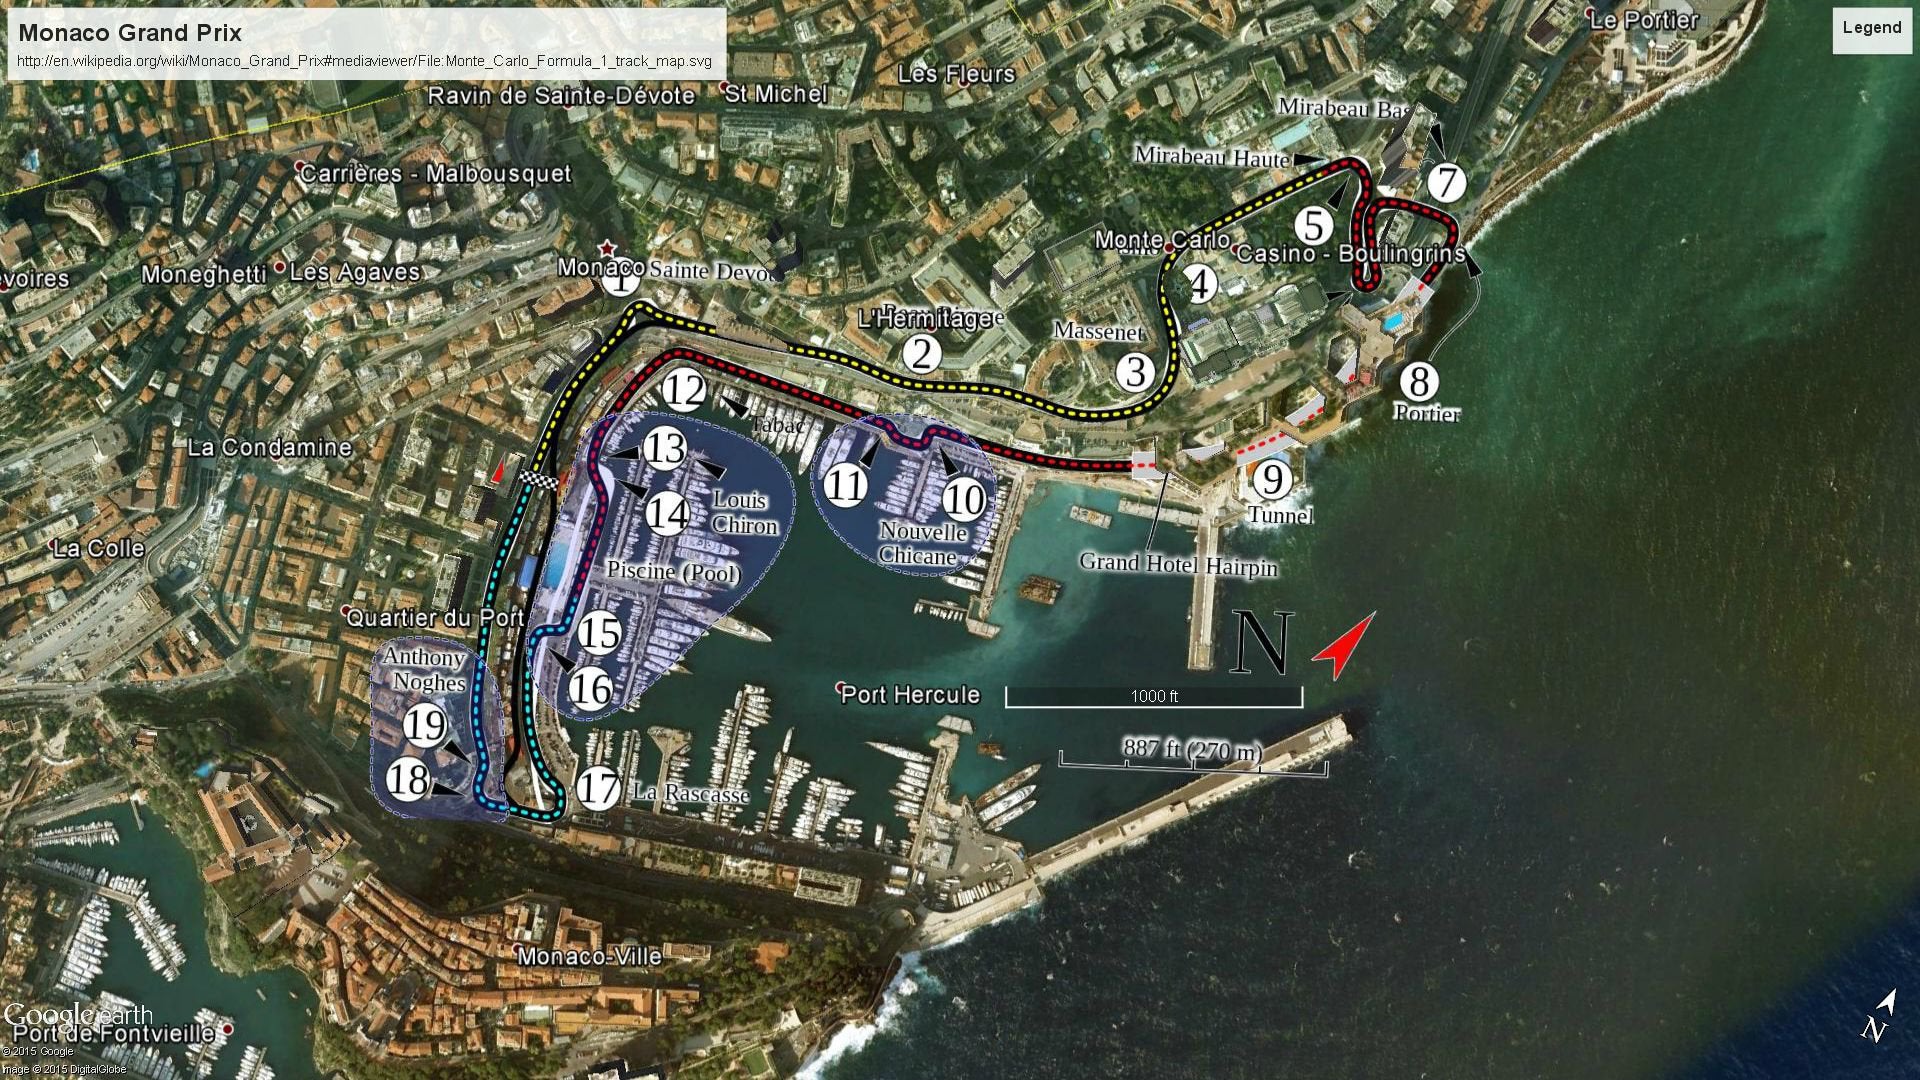 Monaco Grand Prix
http://en.wikipedia.org/wiki/Monaco_Grand_Prix#mediaviewer/File:Monte_Carlo_Formula_1_track_map.svg
Legend
Le Portier
Les Fleurs
Ravin de Sainte-Dévote
St Michel
Mirabeau Bas
Mirabeau Haute
Carrières - Malbousquet
7
5
Monte Carlo
Casino - Boulingrins
Monaco
Sainte Devot
1
Moneghetti
Les Agaves
voires
4
L'Hermitage
Massenet
2
3
8
Portier
12
Tabac
13
La Condamine
11
10
9
Tunnel
14
Louis
Chiron
Nouvelle
Chicane
La Colle
Grand Hotel Hairpin
Piscine (Pool)
Quartier du Port
15
N
Anthony
Noghes
16
Port Hercule
1000 ft
19
887 ft (270 m)
18
17
La Rascasse
Monaco-Ville
Google earth
Port de Fontvieille
N
© 2015 Google
mage © 2015 DigitalGlobe